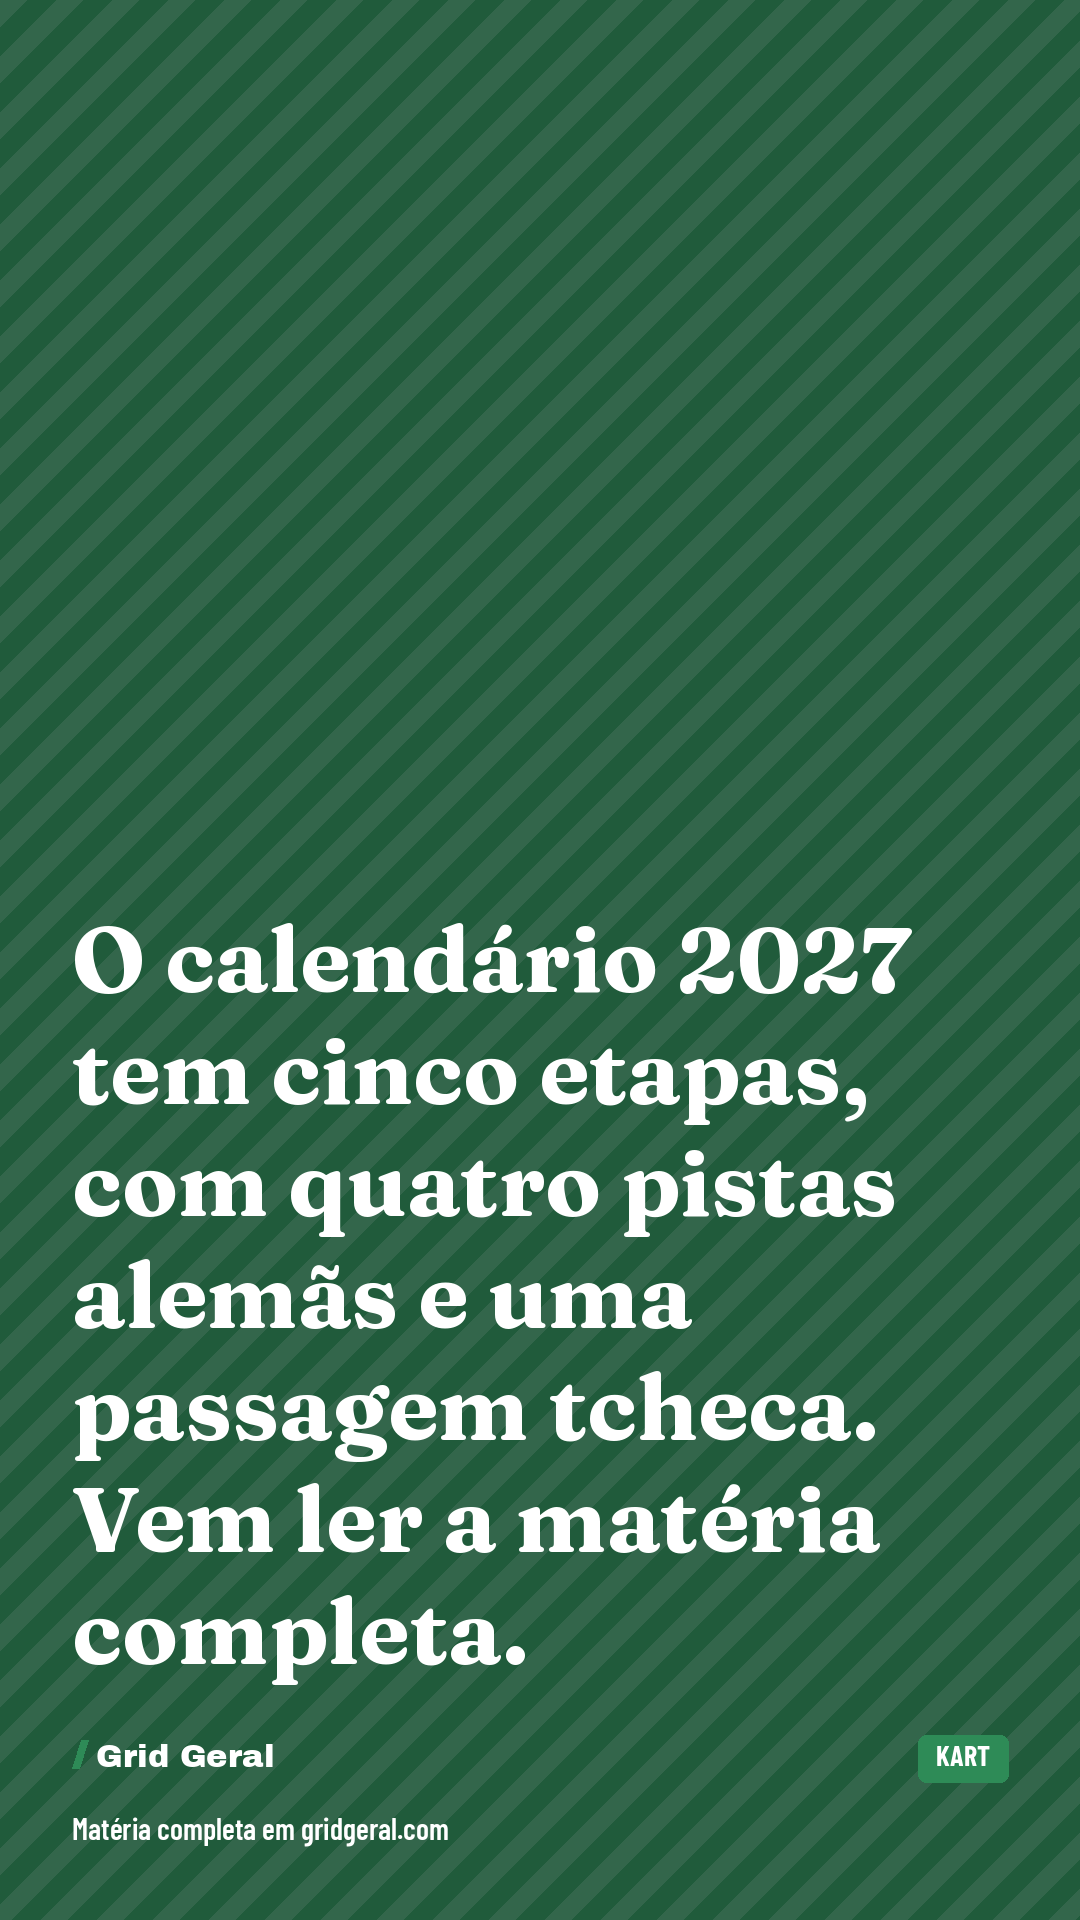 O calendário 2027
tem cinco etapas,
com quatro pistas
alemãs e uma
passagem tcheca.
Vem ler a matéria
completa.
/ Grid Geral
KART
Matéria completa em gridgeral.com